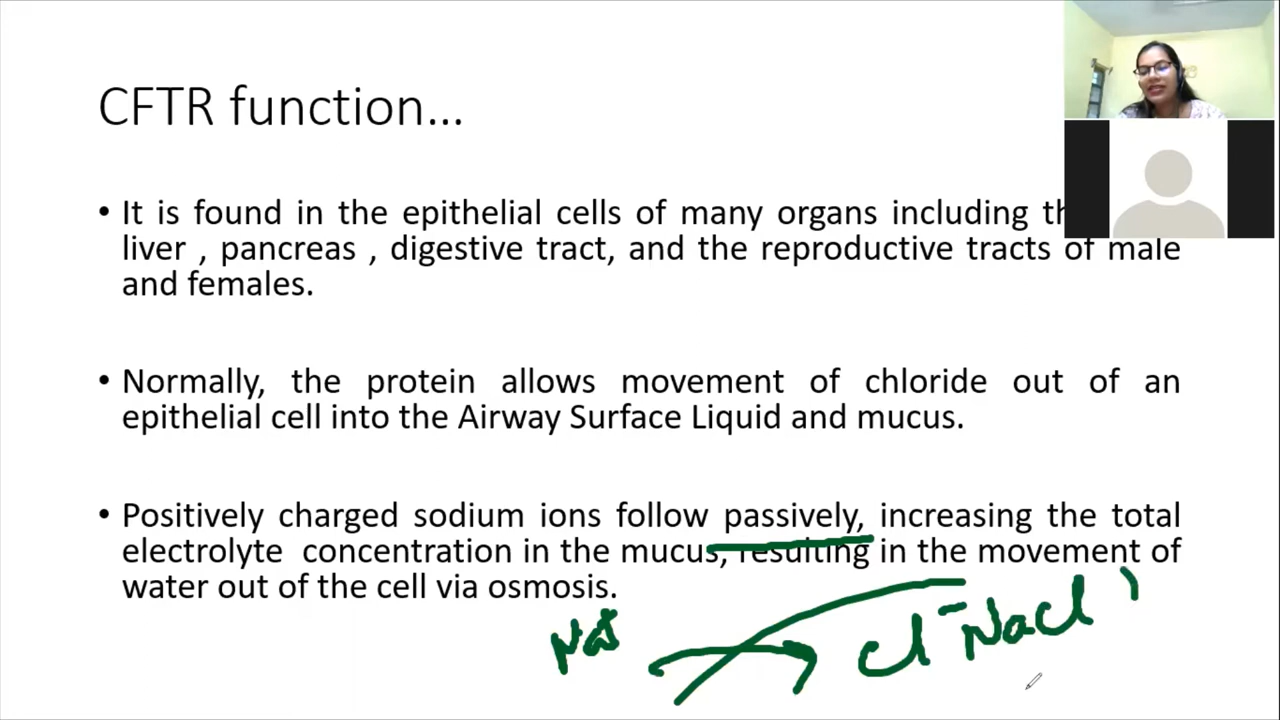 CFTR function...
• It is found in the epithelial cells of many organs including
liver , pancreas , digestive tract, and the reproductive tracts of male
and females.
• Normally, the protein allows movement of chloride out of an
epithelial cell into the Airway Surface Liquid and mucus.
• Positively charged sodium ions follow passively, increasing the total
electrolyte concentration in the mucus, resulting in the movement of
water out of the cell via osmosis.
Na+ Cl- NaCl